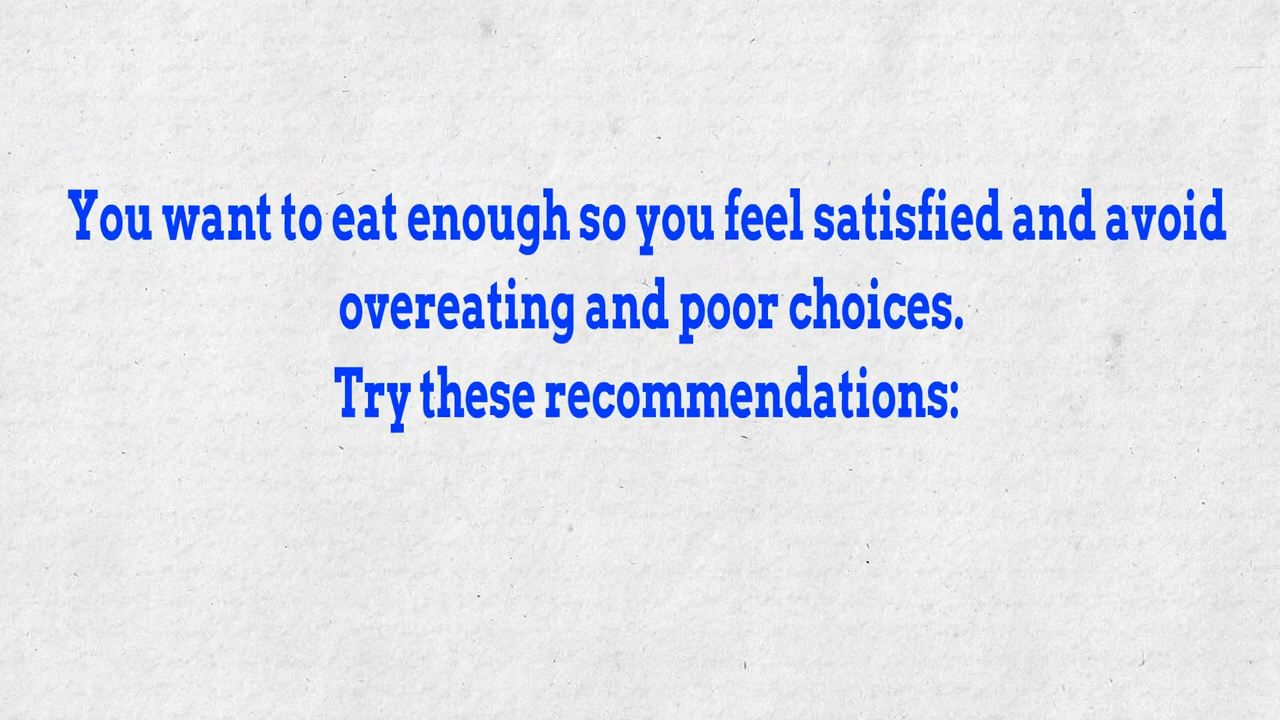 You want to eat enough so you feel satisfied and avoid
overeating and poor choices.
Try these recommendations: